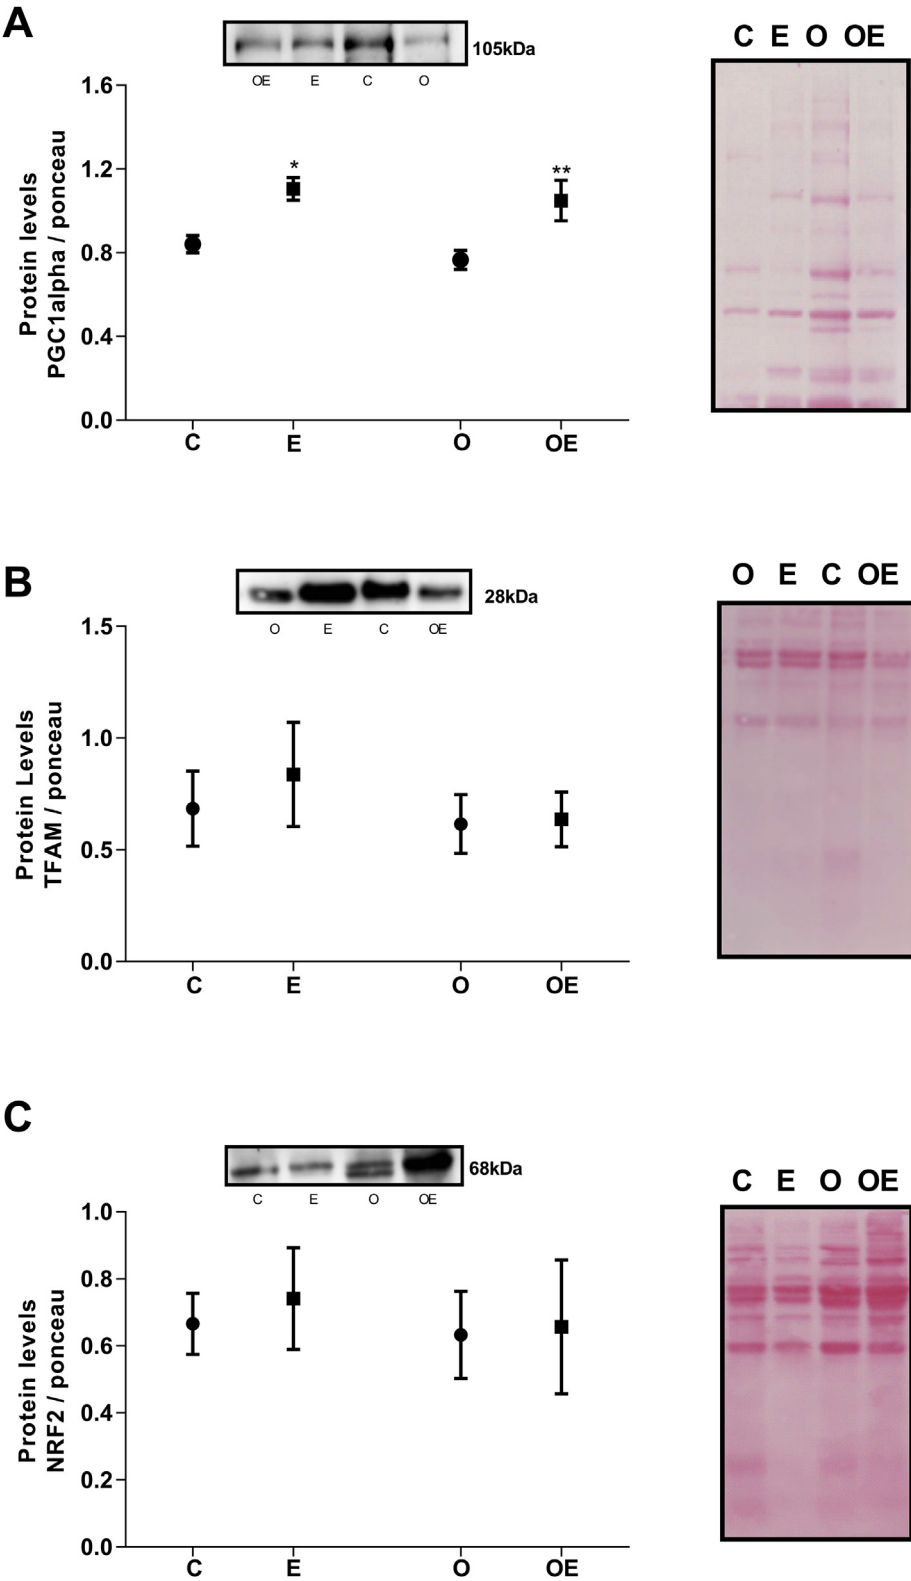 A
105kDa
OE E C O
C E O OE
Protein levels
PGC1alpha / ponceau
1.6
1.2
0.8
0.4
0.0
*
**
C E O OE
B
28kDa
O E C OE
O E C OE
Protein Levels
TFAM / ponceau
1.5
1.0
0.5
0.0
C E O OE
C
68kDa
C E O OE
C E O OE
Protein levels
NRF2 / ponceau
1.0
0.8
0.6
0.4
0.2
0.0
C E O OE